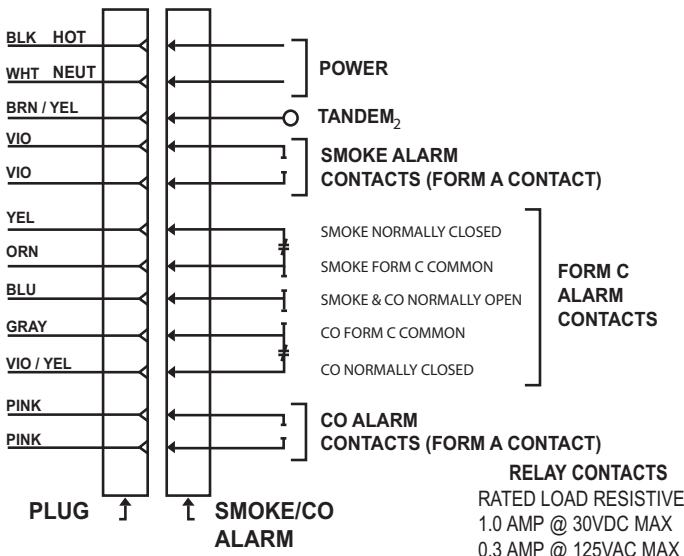 BLK HOT
WHT NEUT
POWER
BRN / YEL
TANDEM2
VIO
VIO
SMOKE ALARM
CONTACTS (FORM A CONTACT)
YEL
SMOKE NORMALLY CLOSED
ORN
SMOKE FORM C COMMON
BLU
SMOKE & CO NORMALLY OPEN
GRAY
CO FORM C COMMON
VIO / YEL
CO NORMALLY CLOSED
FORM C
ALARM
CONTACTS
PINK
PINK
CO ALARM
CONTACTS (FORM A CONTACT)
PLUG
SMOKE/CO
ALARM
RELAY CONTACTS
RATED LOAD RESISTIVE
1.0 AMP @ 30VDC MAX
0.3 AMP @ 125VAC MAX